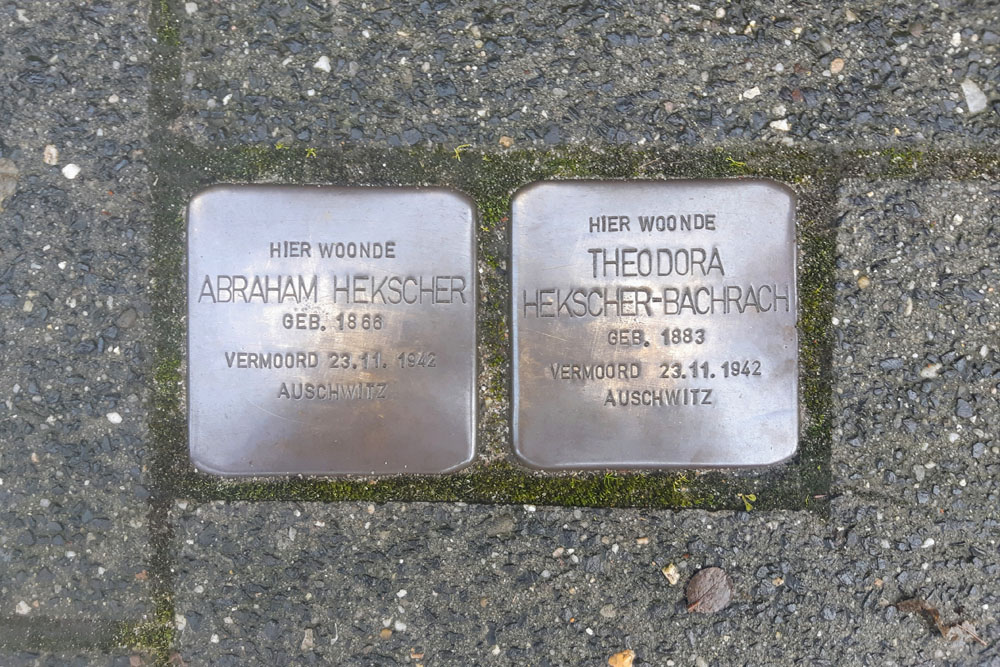 HIER WOONDE
ABRAHAM HEKSCHER
GEB. 1866
VERMOORD 23.11. 1942
AUSCHWITZ
HIER WOONDE
THEODORA
HEKSCHER-BACHRACH
GEB. 1883
VERMOORD 23.11.1942
AUSCHWITZ